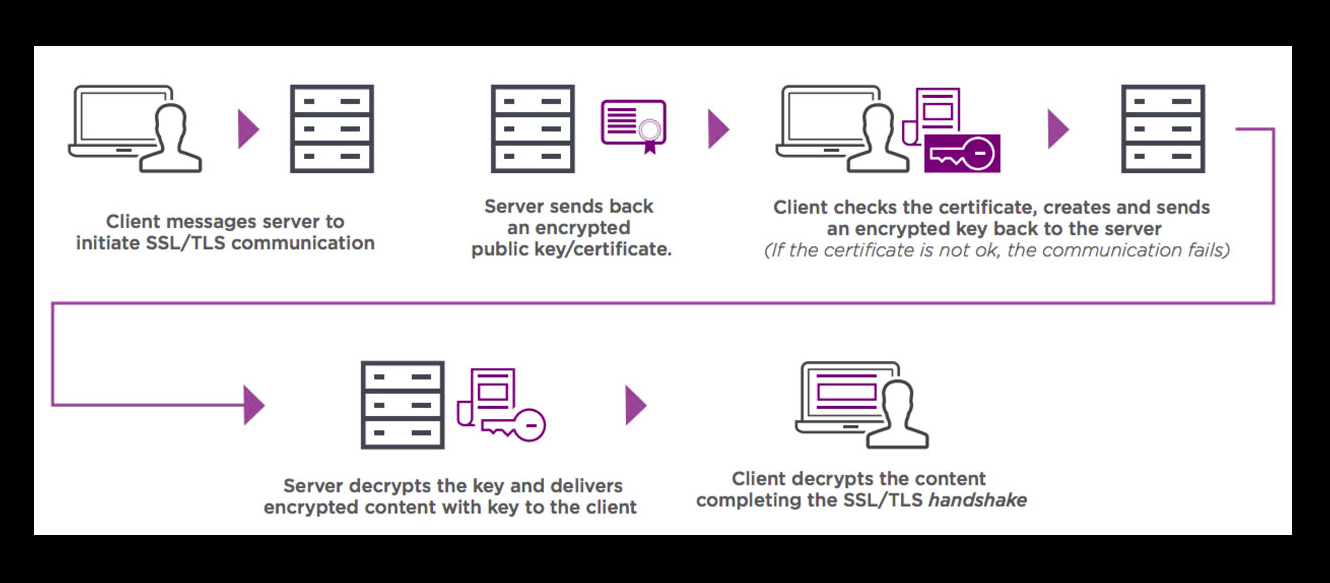 Client messages server to
initiate SSL/TLS communication
Server sends back
an encrypted
public key/certificate.
Client checks the certificate, creates and sends
an encrypted key back to the server
(If the certificate is not ok, the communication fails)
Server decrypts the key and delivers
encrypted content with key to the client
Client decrypts the content
completing the SSL/TLS handshake